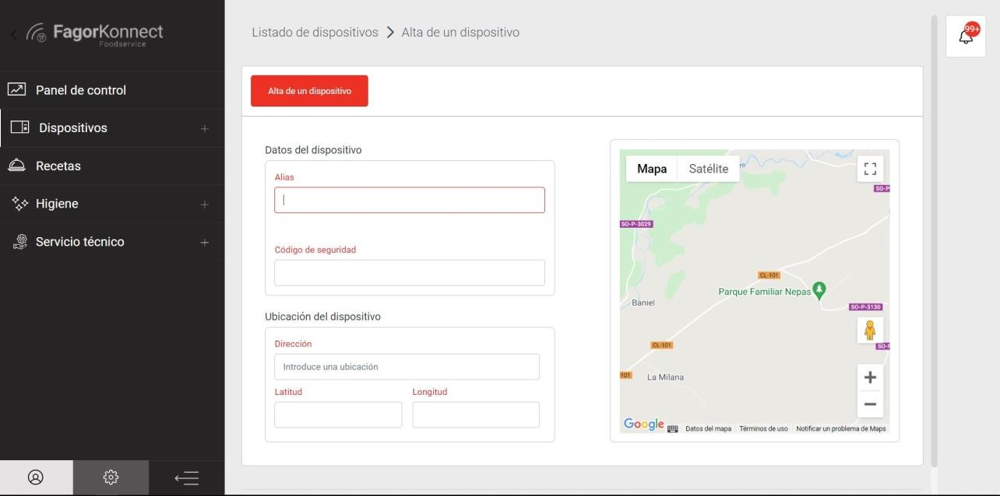 FagorKonnect
Foodservice
Panel de control
Dispositivos
Recetas
Higiene
Servicio técnico
Listado de dispositivos > Alta de un dispositivo
99+
Alta de un dispositivo
Datos del dispositivo
Alias
Código de seguridad
Ubicación del dispositivo
Dirección
Introduce una ubicación
Latitud Longitud
Mapa Satélite
ro
SO-P
SO-P-3029
CL-101
Parque Familiar Nepas
Baniel
SO-P-3130
CL-101
SO-P
101
La Milana
Google Datos del mapa Términos de uso Notificar un problema de Maps